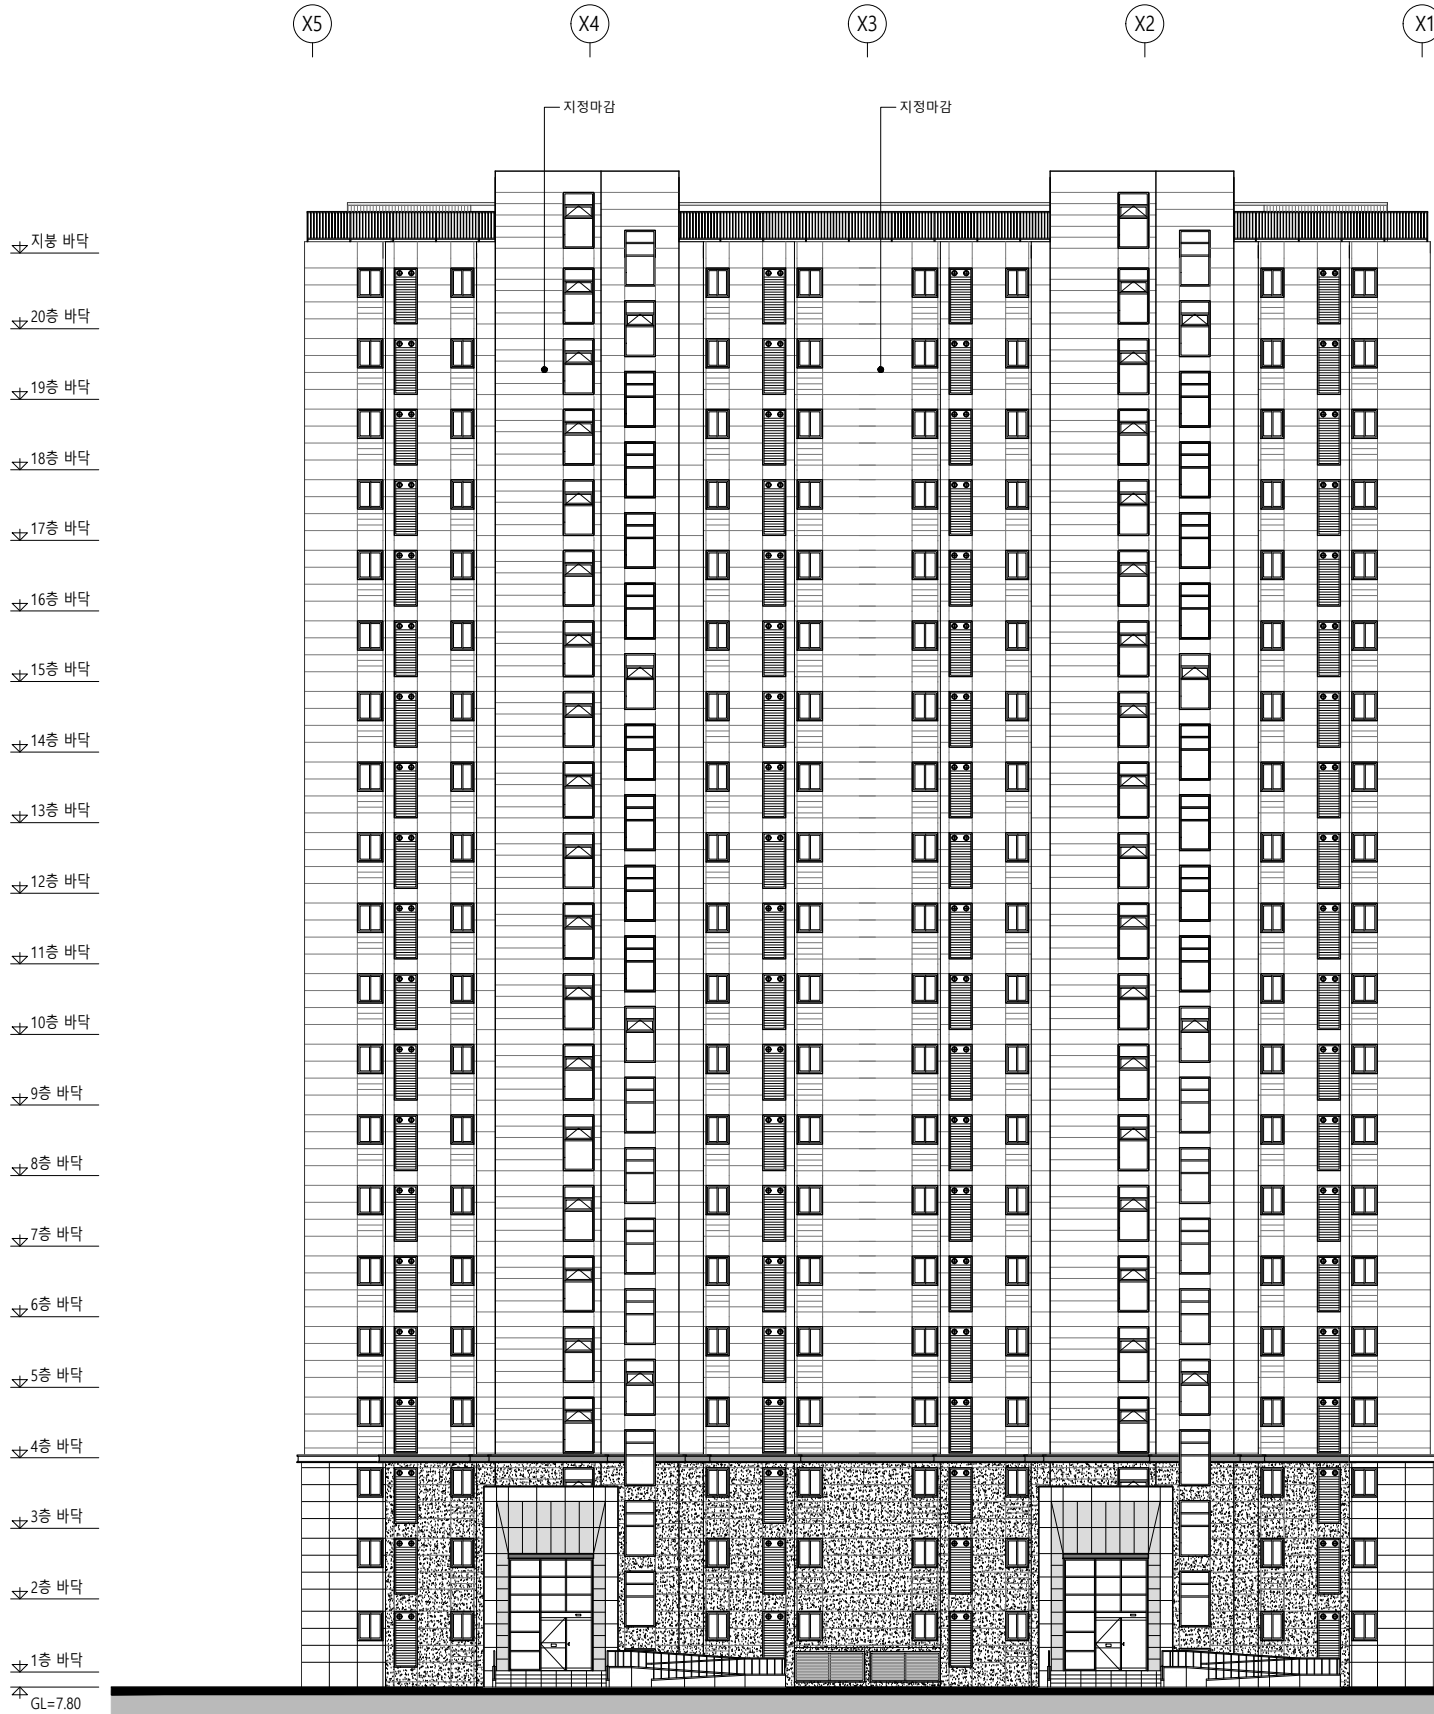 X5 X4 X3 X2 X1
지정마감 지정마감
지붕 바닥
20층 바닥
19층 바닥
18층 바닥
17층 바닥
16층 바닥
15층 바닥
14층 바닥
13층 바닥
12층 바닥
11층 바닥
10층 바닥
9층 바닥
8층 바닥
7층 바닥
6층 바닥
5층 바닥
4층 바닥
3층 바닥
2층 바닥
1층 바닥
GL=7.80